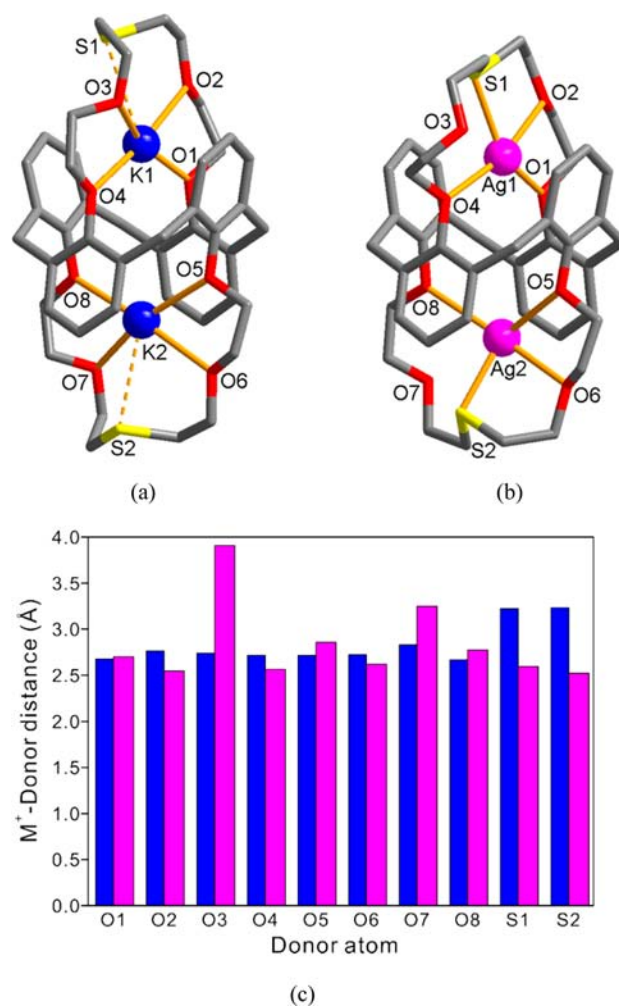 S1
O3
O2
K1
O1
O4
O8
O5
K2
O7
O6
S2
(a)
S1
O3
O2
O1
Ag1
O4
O8
O5
Ag2
O7
O6
S2
(b)
M⁺-Donor distance (Å)
4.0
3.5
3.0
2.5
2.0
1.5
1.0
0.5
0.0
O1 O2 O3 O4 O5 O6 O7 O8 S1 S2
Donor atom
(c)